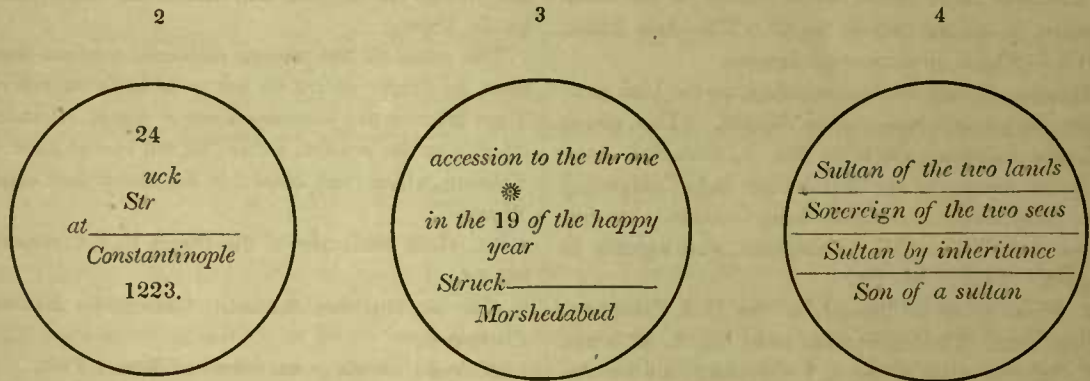 2
3
4
24
uck
Str
at
Constantinople
1223.
accession to the throne
in the 19 of the happy
year
Struck
Morshedabad
Sultan of the two lands
Sovereign of the two seas
Sultan by inheritance
Son of a sultan